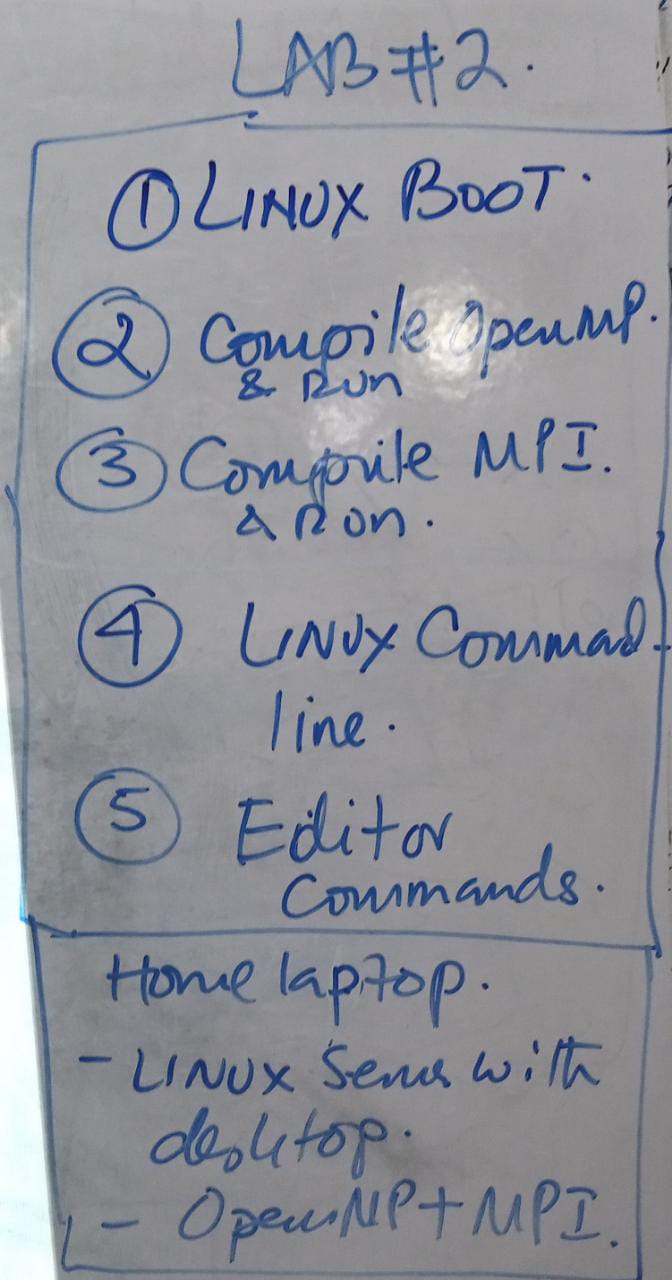 LAB #2.
① LINUX BOOT.
② Compile OpenMP.
& RUN
③ Compile MPI.
& RUN.
④ LINUX Command
line.
⑤ Editor
Commands.
Home laptop.
- LINUX Server with
desktop.
- OpenMP + MPI.